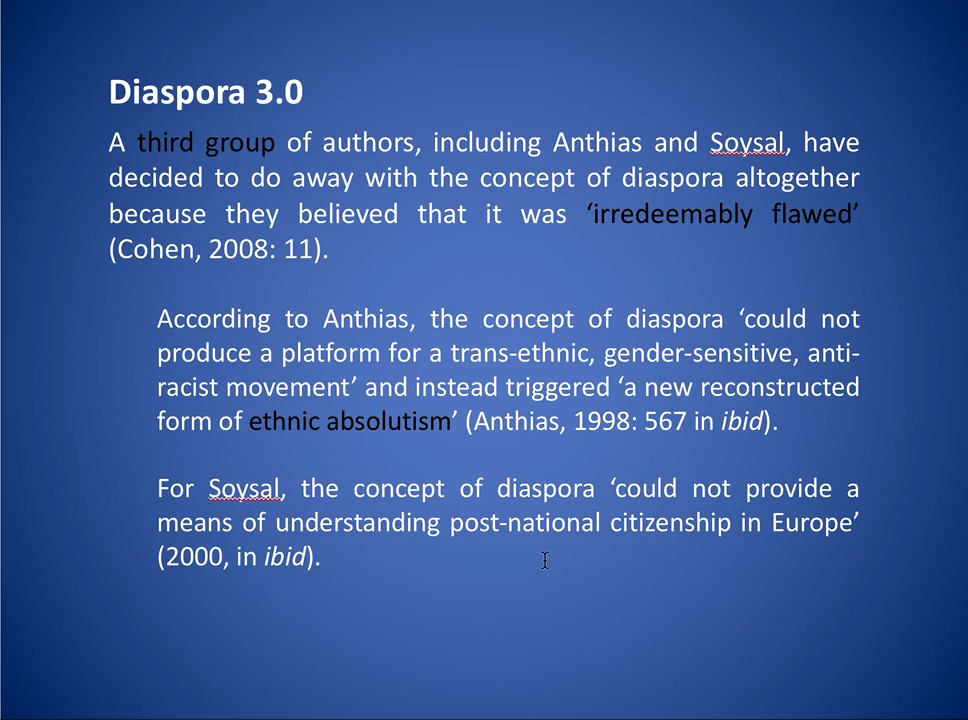 Diaspora 3.0
A third group of authors, including Anthias and Soysal, have
decided to do away with the concept of diaspora altogether
because they believed that it was ‘irredeemably flawed’
(Cohen, 2008: 11).
According to Anthias, the concept of diaspora ‘could not
produce a platform for a trans-ethnic, gender-sensitive, anti-
racist movement’ and instead triggered ‘a new reconstructed
form of ethnic absolutism’ (Anthias, 1998: 567 in ibid).
For Soysal, the concept of diaspora ‘could not provide a
means of understanding post-national citizenship in Europe’
(2000, in ibid).